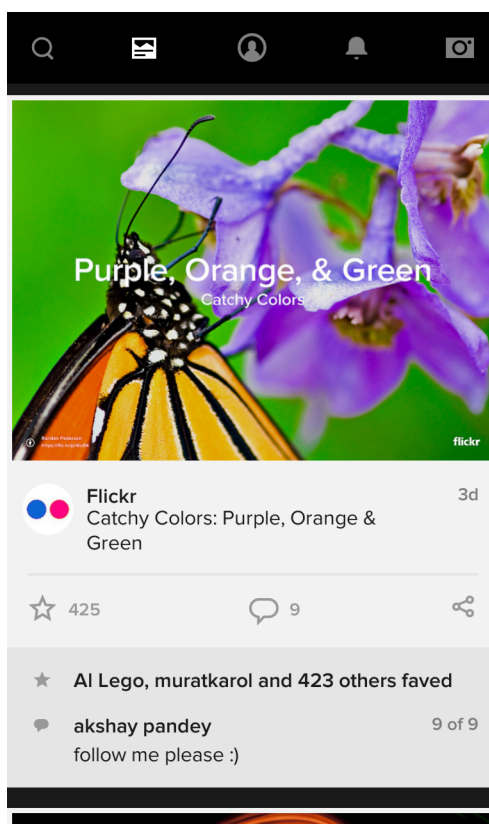 Purple, Orange, & Green
Catchy Colors
flickr
Flickr
3d
Catchy Colors: Purple, Orange &
Green
425
9
Al Lego, muratkarol and 423 others faved
akshay pandey
9 of 9
follow me please :)